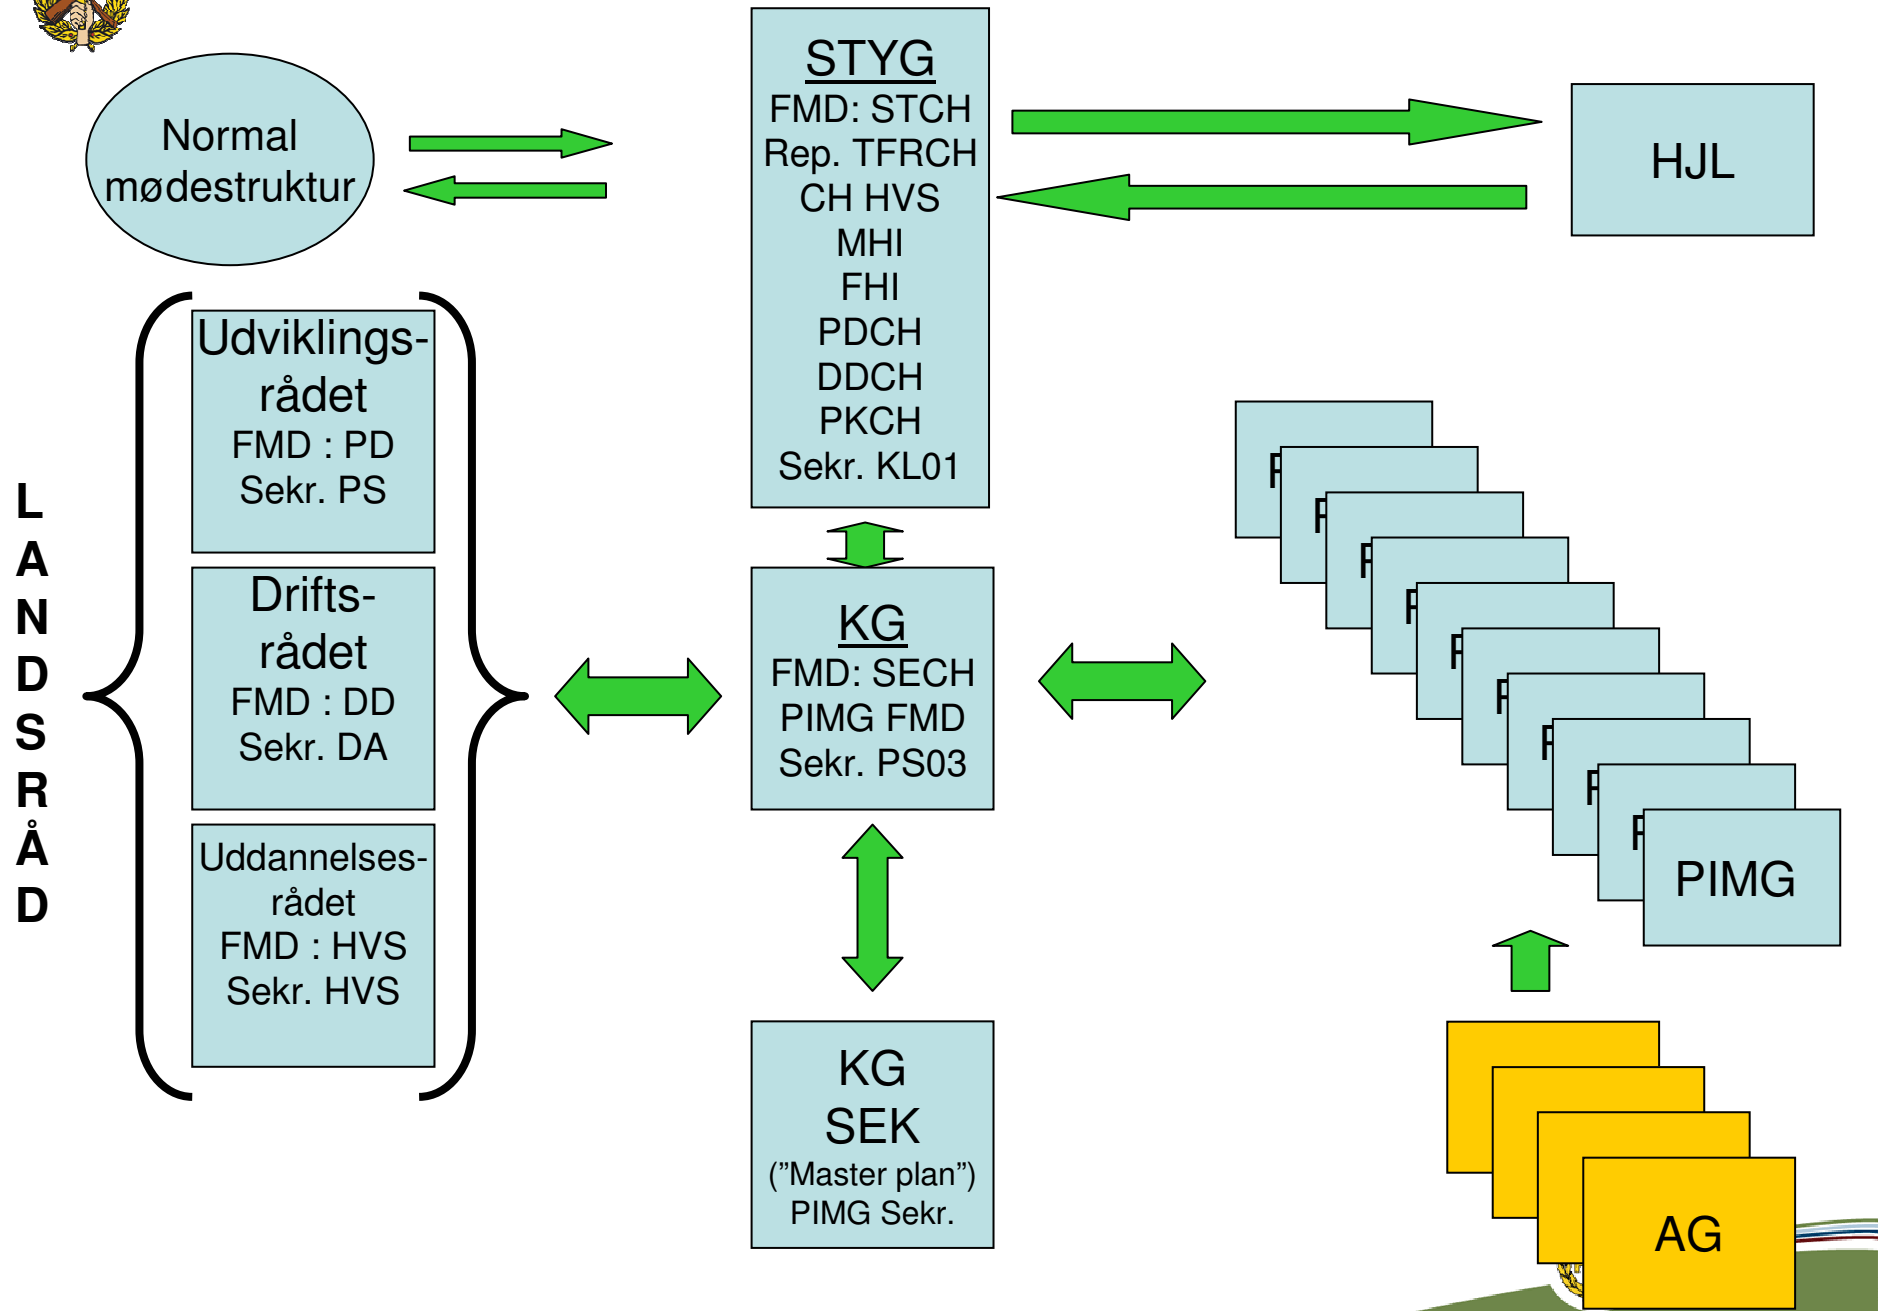 Normal
mødestruktur
STYG
FMD: STCH
Rep. TFRCH
CH HVS
MHI
FHI
PDCH
DDCH
PKCH
Sekr. KL01
HJL
L
A
N
D
S
R
Å
D
Udviklings-
rådet
FMD : PD
Sekr. PS
Drifts-
rådet
FMD : DD
Sekr. DA
Uddannelses-
rådet
FMD : HVS
Sekr. HVS
KG
FMD: SECH
PIMG FMD
Sekr. PS03
KG
SEK
(”Master plan”)
PIMG Sekr.
PIMG
AG